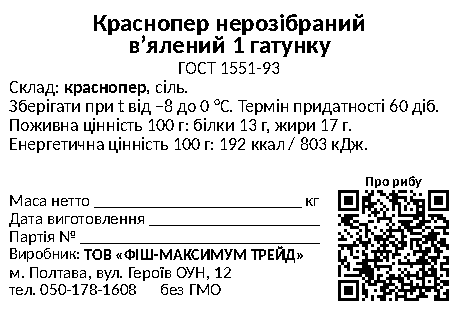 Краснопер нерозібраний
в’ялений 1 гатунку
ГОСТ 1551-93
Склад: краснопер, сіль.
Зберігати при t від –8 до 0 °С. Термін придатності 60 діб.
Поживна цінність 100 г: білки 13 г, жири 17 г.
Енергетична цінність 100 г: 192 ккал / 803 кДж.
Про рибу
Маса нетто ________________________ кг
Дата виготовлення ____________________
Партія № ____________________________
Виробник: ТОВ «ФІШ-МАКСИМУМ ТРЕЙД»
м. Полтава, вул. Героїв ОУН, 12
тел. 050-178-1608 без ГМО